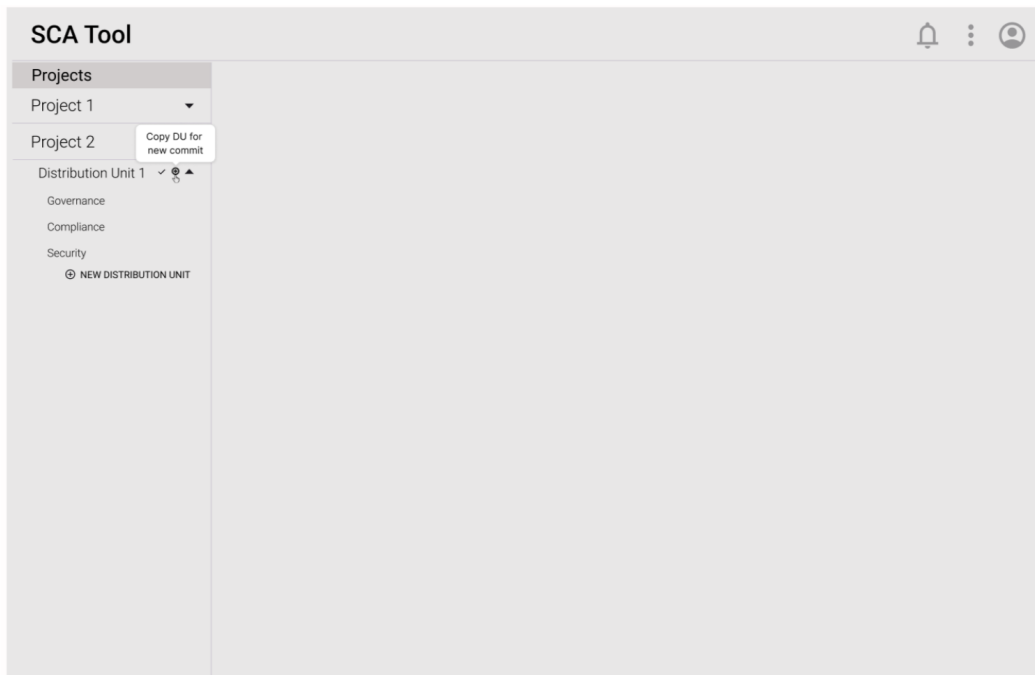 SCA Tool
Projects
Project 1
Project 2
Copy DU for
new commit
Distribution Unit 1
Governance
Compliance
Security
NEW DISTRIBUTION UNIT